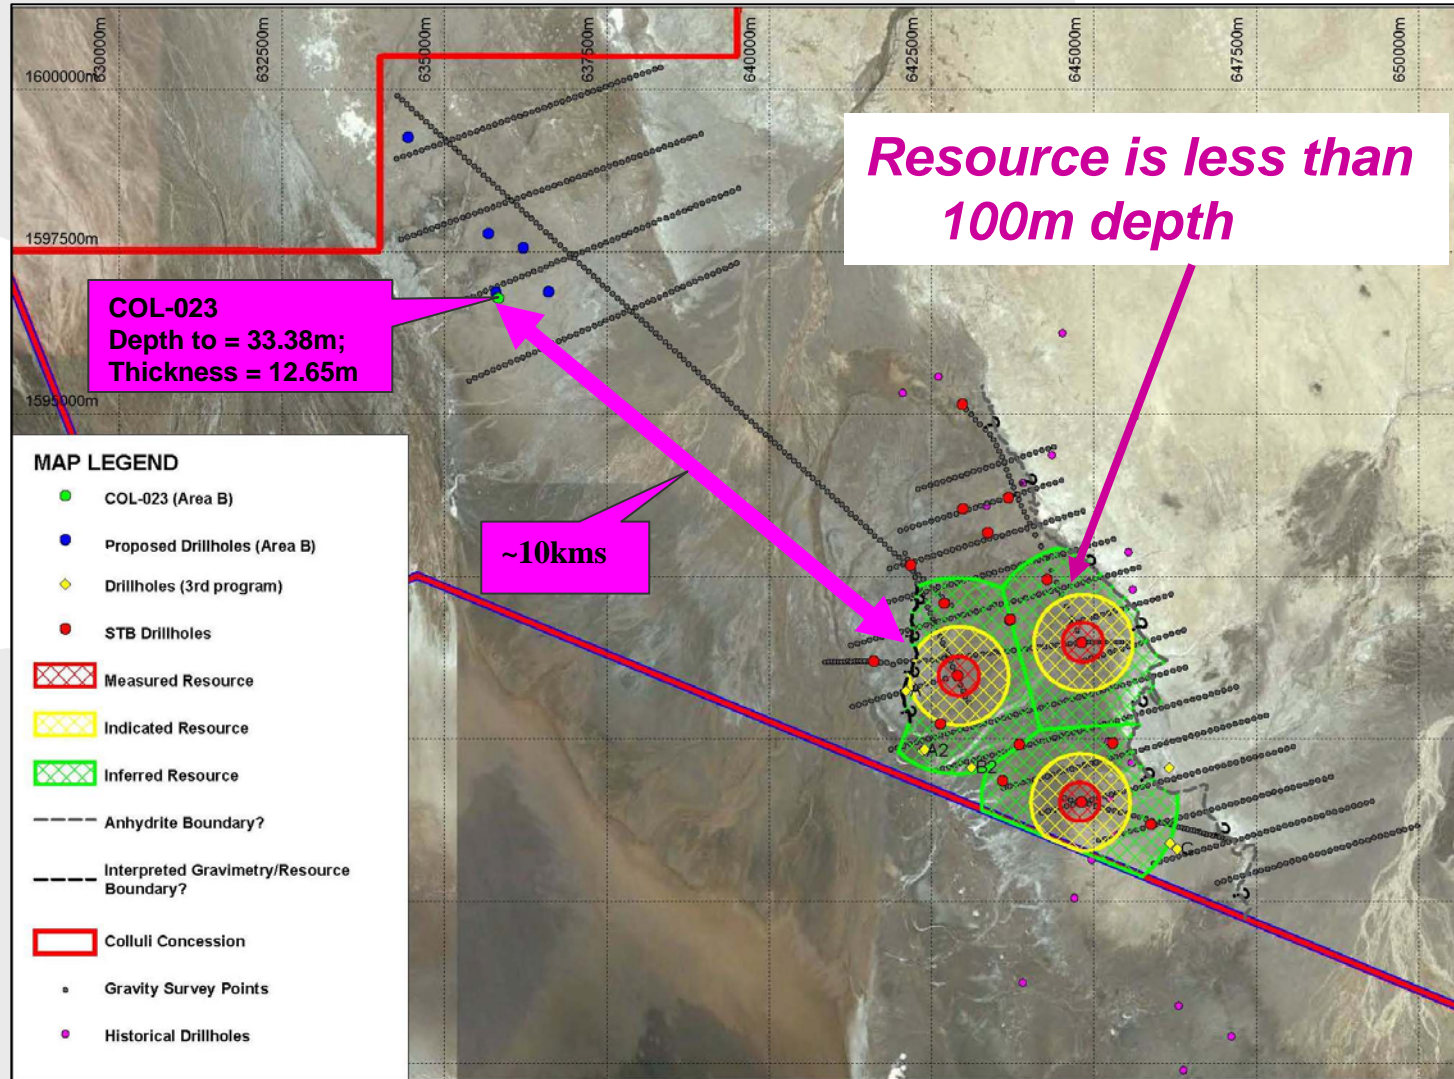 630000m
632500m
635000m
637500m
640000m
642500m
645000m
647500m
650000m
1600000m
1597500m
1595000m
Resource is less than
100m depth
COL-023
Depth to = 33.38m;
Thickness = 12.65m
~10kms
MAP LEGEND
COL-023 (Area B)
Proposed Drillholes (Area B)
Drillholes (3rd program)
STB Drillholes
Measured Resource
Indicated Resource
Inferred Resource
Anhydrite Boundary?
Interpreted Gravimetry/Resource
Boundary?
Colluli Concession
Gravity Survey Points
Historical Drillholes
A2
B2
C
?
?
?
?
?
?
?
?
?
?
?
?